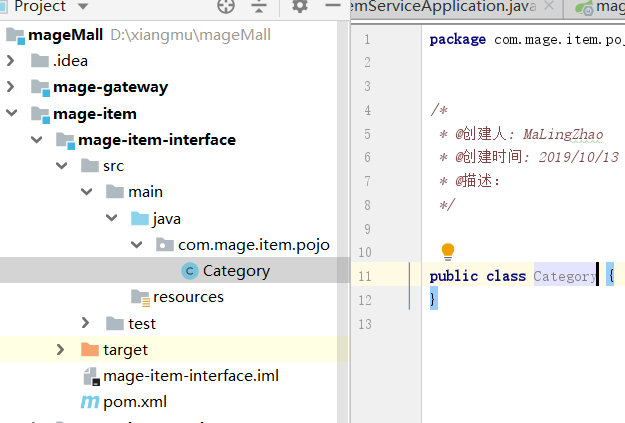 Project
mageMall D:\xiangmu\mageMall
.idea
mage-gateway
mage-item
mage-item-interface
src
main
java
com.mage.item.pojo
Category
resources
test
target
mage-item-interface.iml
pom.xml
emServiceApplication.java
mag
1 package com.mage.item.poj
2
3
4 /*
5 * @创建人: MaLingZhao
6 * @创建时间: 2019/10/13
7 * @描述:
8 */
9
10
11 public class Category {
12 }
13